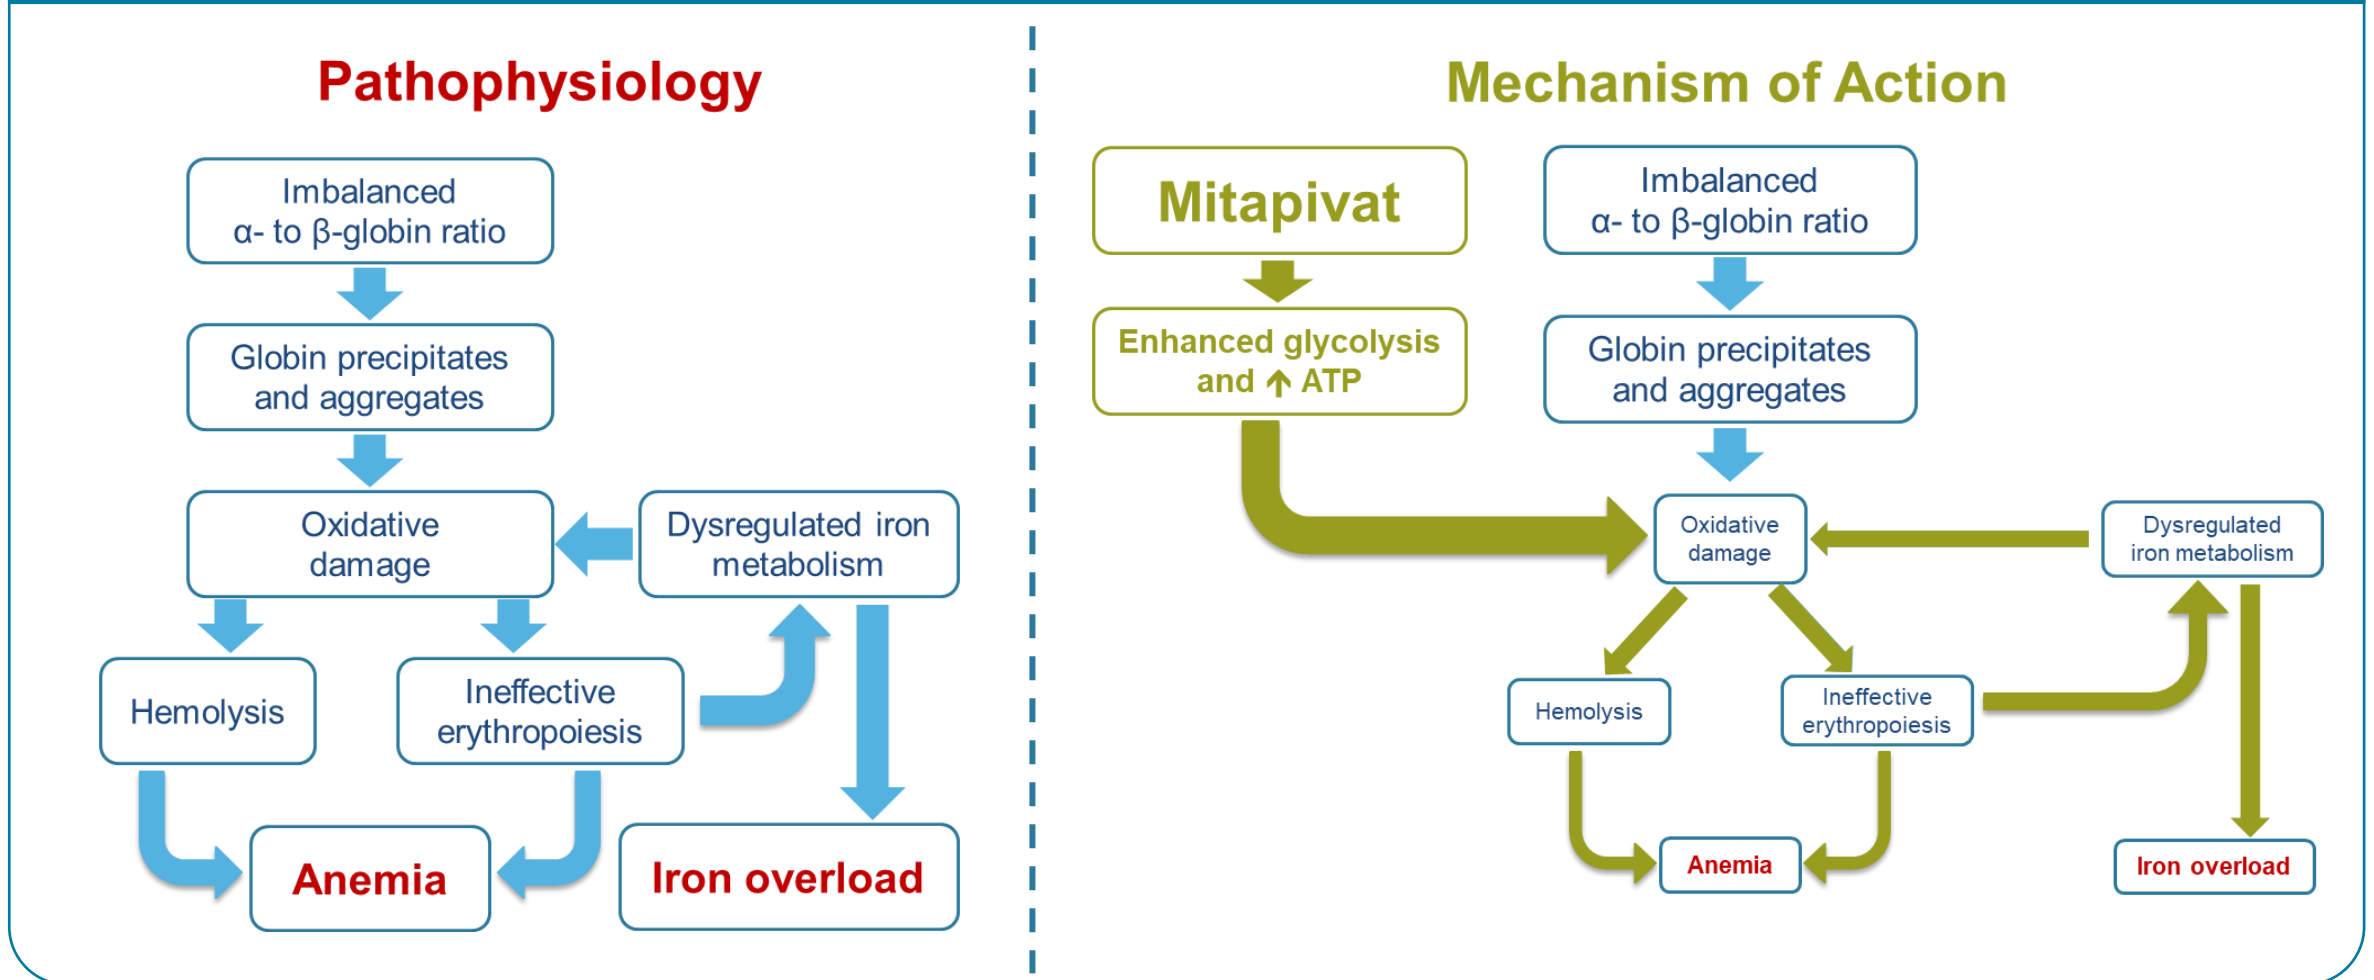 Pathophysiology
Imbalanced
α- to β-globin ratio
Globin precipitates
and aggregates
Oxidative
damage
Dysregulated iron
metabolism
Hemolysis
Ineffective
erythropoiesis
Anemia
Iron overload
Mechanism of Action
Mitapivat
Enhanced glycolysis
and ↑ ATP
Imbalanced
α- to β-globin ratio
Globin precipitates
and aggregates
Oxidative
damage
Dysregulated
iron metabolism
Hemolysis
Ineffective
erythropoiesis
Anemia
Iron overload